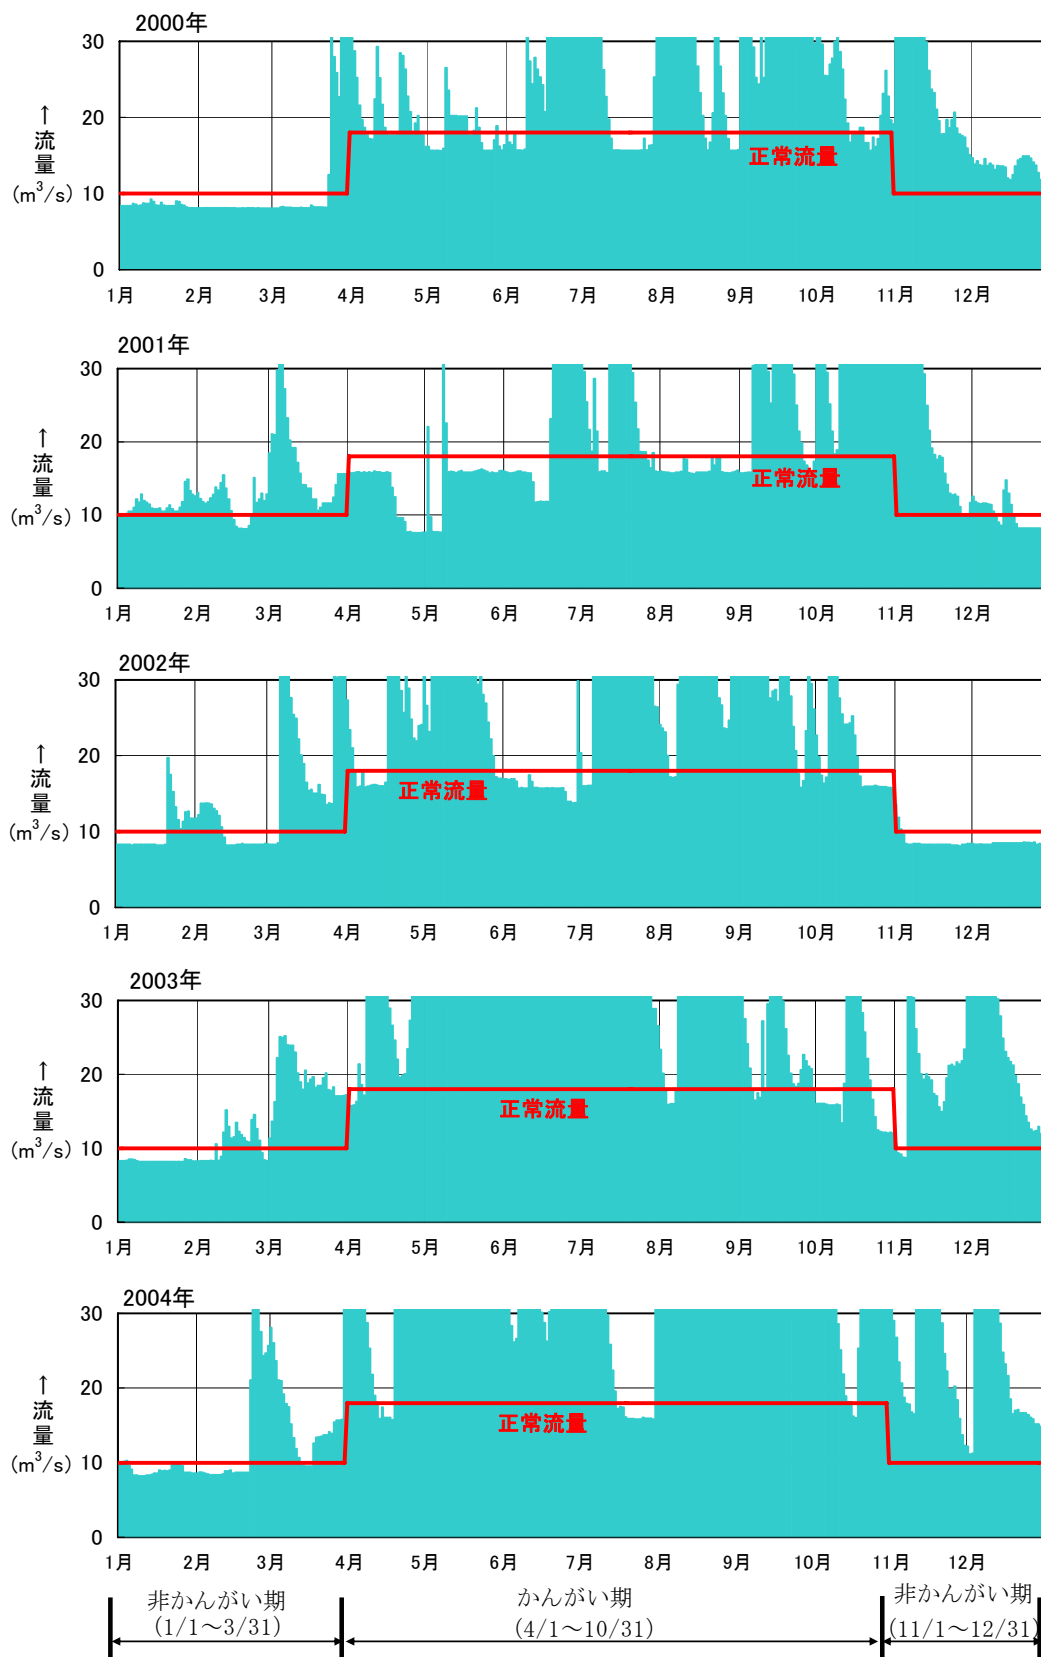 2000年
30
20
10
0
↑
流
量
(m³/s)
正常流量
1月 2月 3月 4月 5月 6月 7月 8月 9月 10月 11月 12月
2001年
30
20
10
0
↑
流
量
(m³/s)
正常流量
1月 2月 3月 4月 5月 6月 7月 8月 9月 10月 11月 12月
2002年
30
20
10
0
↑
流
量
(m³/s)
正常流量
1月 2月 3月 4月 5月 6月 7月 8月 9月 10月 11月 12月
2003年
30
20
10
0
↑
流
量
(m³/s)
正常流量
1月 2月 3月 4月 5月 6月 7月 8月 9月 10月 11月 12月
2004年
30
20
10
0
↑
流
量
(m³/s)
正常流量
1月 2月 3月 4月 5月 6月 7月 8月 9月 10月 11月 12月
非かんがい期
(1/1～3/31)
かんがい期
(4/1～10/31)
非かんがい期
(11/1～12/31)